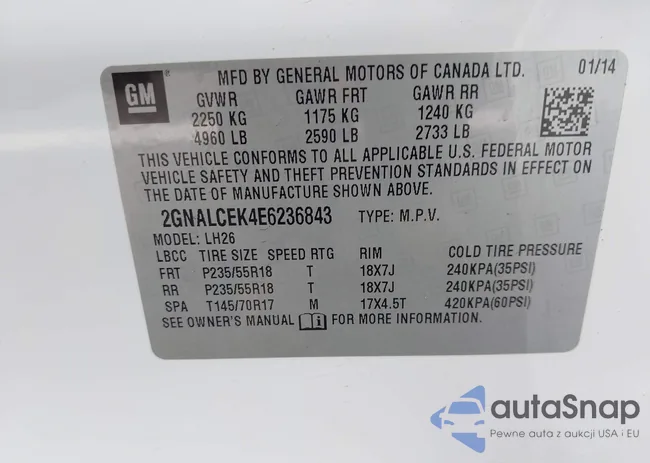 GM
MFD BY GENERAL MOTORS OF CANADA LTD. 01/14
GVWR GAWR FRT GAWR RR
2250 KG 1175 KG 1240 KG
4960 LB 2590 LB 2733 LB
THIS VEHICLE CONFORMS TO ALL APPLICABLE U.S. FEDERAL MOTOR
VEHICLE SAFETY AND THEFT PREVENTION STANDARDS IN EFFECT ON
THE DATE OF MANUFACTURE SHOWN ABOVE.
2GNALCEK4E6236843 TYPE: M.P.V.
MODEL: LH26
LBCC TIRE SIZE SPEED RTG RIM COLD TIRE PRESSURE
FRT P235/55R18 T 18X7J 240KPA(35PSI)
RR P235/55R18 T 18X7J 240KPA(35PSI)
SPA T145/70R17 M 17X4.5T 420KPA(60PSI)
SEE OWNER'S MANUAL FOR MORE INFORMATION.
autaSnap
Pewne auta z aukcji USA i EU